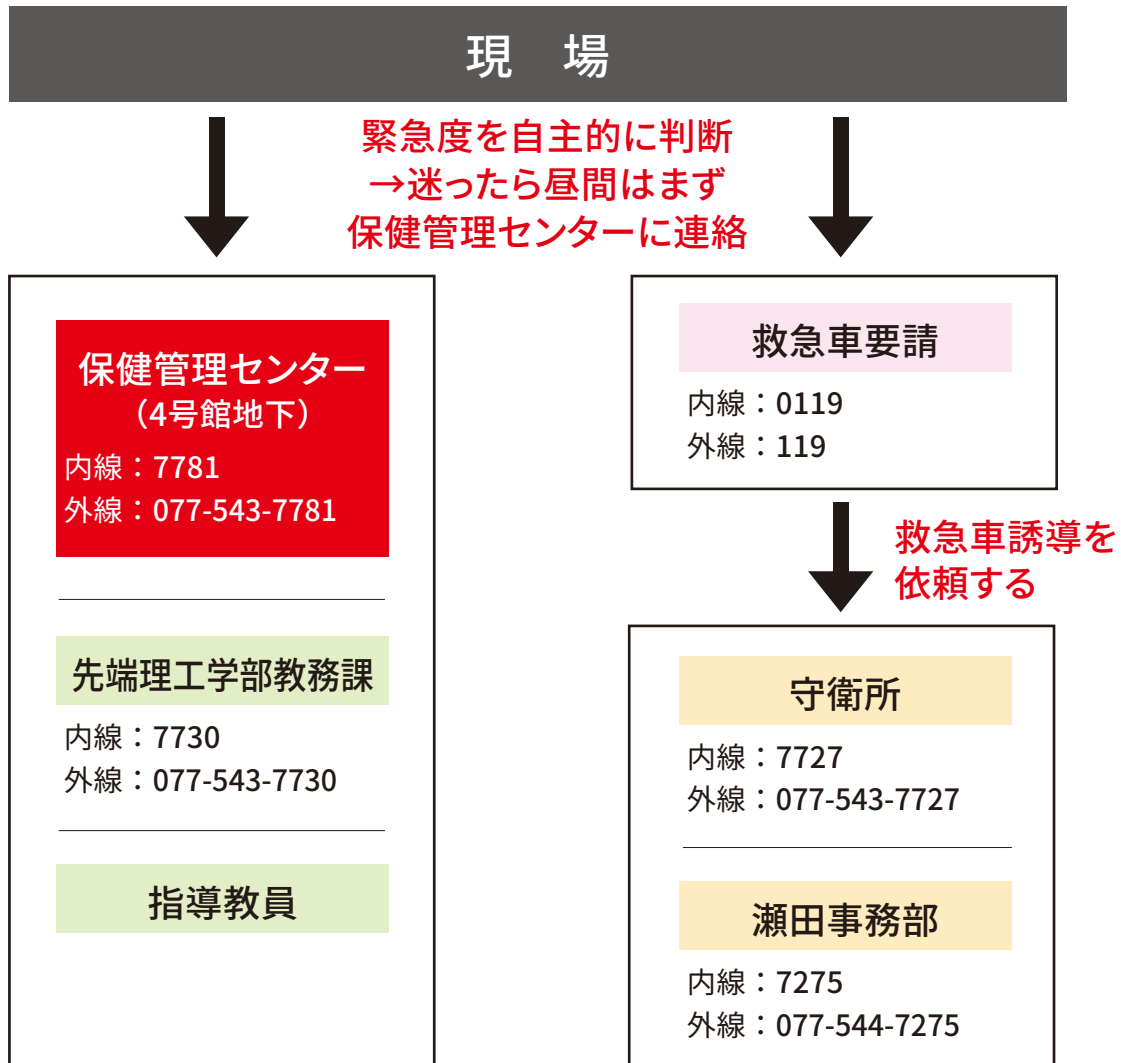 現　場
緊急度を自主的に判断
→迷ったら昼間はまず
保健管理センターに連絡
保健管理センター
（4号館地下）
内線：7781
外線：077-543-7781
先端理工学部教務課
内線：7730
外線：077-543-7730
指導教員
救急車要請
内線：0119
外線：119
救急車誘導を
依頼する
守衛所
内線：7727
外線：077-543-7727
瀬田事務部
内線：7275
外線：077-544-7275